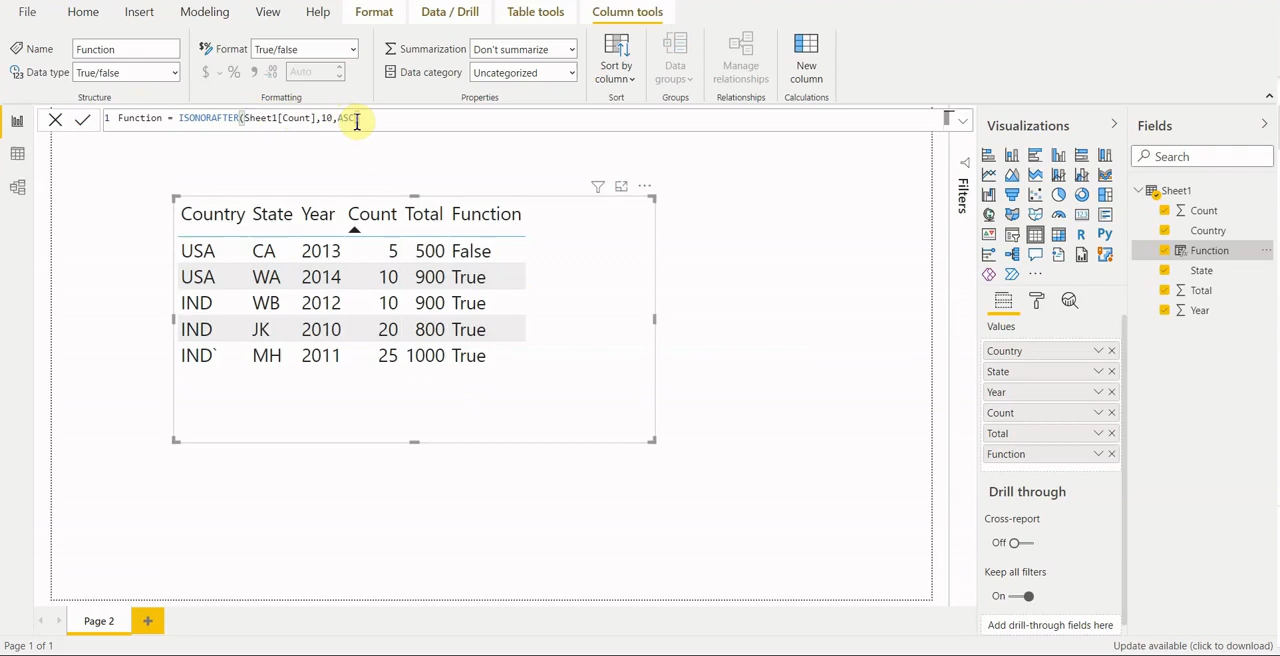 File Home Insert Modeling View Help Format Data / Drill Table tools Column tools
Name Function
Format True/false
Summarization Don't summarize
Data type True/false
$ % 9 .00 Auto
Data category Uncategorized
Sort by column
Data groups
Manage relationships
New column
Structure Formatting Properties Sort Groups Relationships Calculations
1 Function = ISONORAFTER(Sheet1[Count],10,ASC)
Country State Year Count Total Function
USA CA 2013 5 500 False
USA WA 2014 10 900 True
IND WB 2012 10 900 True
IND JK 2010 20 800 True
IND` MH 2011 25 1000 True
Filters
Visualizations
R Py
Values
Country
State
Year
Count
Total
Function
Drill through
Cross-report
Off
Keep all filters
On
Add drill-through fields here
Fields
Search
Sheet1
Count
Country
Function
State
Total
Year
Page 2
Page 1 of 1
Update available (click to download)